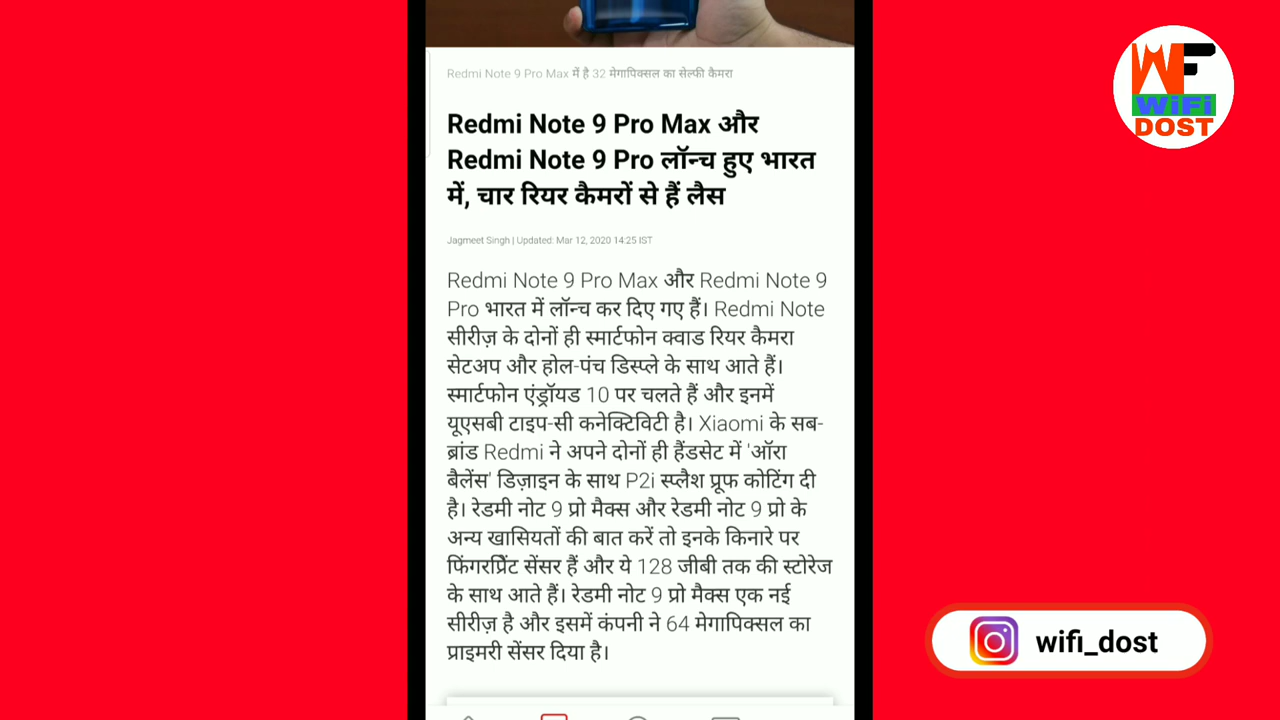 Redmi Note 9 Pro Max में है 32 मेगापिक्सल का सेल्फी कैमरा
Redmi Note 9 Pro Max और
Redmi Note 9 Pro लॉन्च हुए भारत
में, चार रियर कैमरों से हैं लैस
Jagmeet Singh | Updated: Mar 12, 2020 14:25 IST
Redmi Note 9 Pro Max और Redmi Note 9
Pro भारत में लॉन्च कर दिए गए हैं। Redmi Note
सीरीज़ के दोनों ही स्मार्टफोन क्वाड रियर कैमरा
सेटअप और होल-पंच डिस्प्ले के साथ आते हैं।
स्मार्टफोन एंड्रॉयड 10 पर चलते हैं और इनमें
यूएसबी टाइप-सी कनेक्टिविटी है। Xiaomi के सब-
ब्रांड Redmi ने अपने दोनों ही हैंडसेट में 'ऑरा
बैलेंस' डिज़ाइन के साथ P2i स्प्लैश प्रूफ कोटिंग दी
है। रेडमी नोट 9 प्रो मैक्स और रेडमी नोट 9 प्रो के
अन्य खासियतों की बात करें तो इनके किनारे पर
फिंगरप्रिंट सेंसर हैं और ये 128 जीबी तक की स्टोरेज
के साथ आते हैं। रेडमी नोट 9 प्रो मैक्स एक नई
सीरीज़ है और इसमें कंपनी ने 64 मेगापिक्सल का
प्राइमरी सेंसर दिया है।
WF
WiFi
DOST
wifi_dost